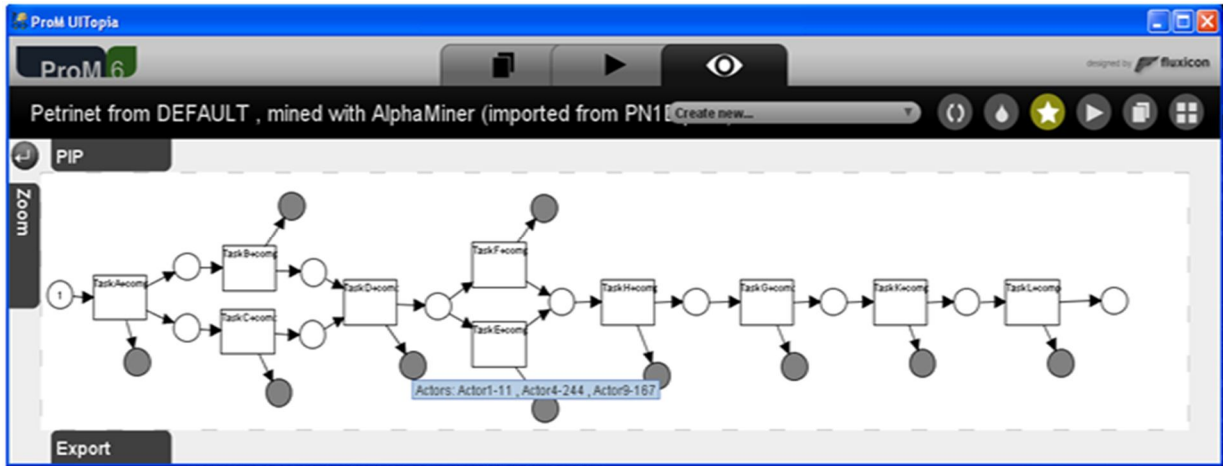 ProM UITopia
ProM 6
designed by fluxicon
Petrinet from DEFAULT , mined with AlphaMiner (imported from PN1
Create new...
PIP
Zoom
TaskB+comp
TaskF+comp
TaskA+comp
TaskD+comp
TaskH+comp
TaskG+comp
TaskK+comp
TaskL+comp
1
TaskC+comp
TaskE+comp
Actors: Actor1-11 , Actor4-244 , Actor9-167
Export